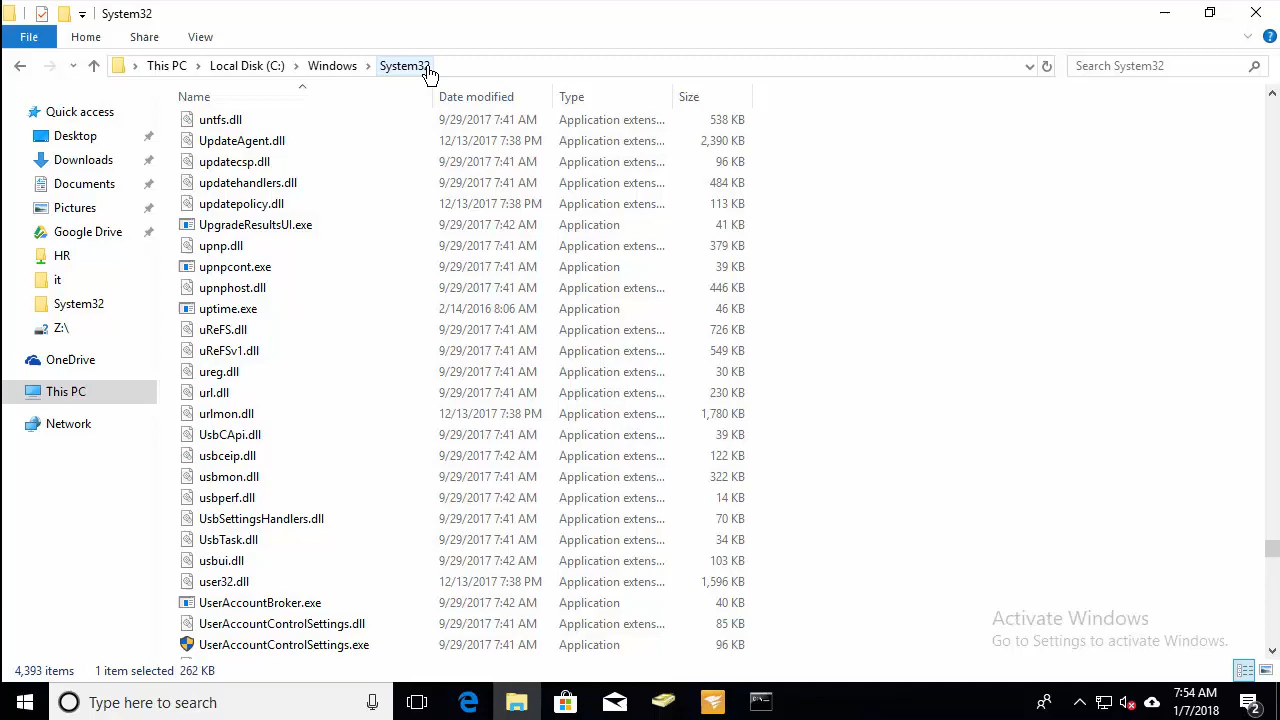 System32
File Home Share View
This PC Local Disk (C:) Windows System32 Search System32
Name Date modified Type Size
Quick access
Desktop
Downloads
Documents
Pictures
Google Drive
HR
it
System32
Z:\
OneDrive
This PC
Network
untfs.dll 9/29/2017 7:41 AM Application extens... 538 KB
UpdateAgent.dll 12/13/2017 7:38 PM Application extens... 2,390 KB
updatecsp.dll 9/29/2017 7:41 AM Application extens... 96 KB
updatehandlers.dll 9/29/2017 7:41 AM Application extens... 484 KB
updatepolicy.dll 12/13/2017 7:38 PM Application extens... 113 KB
UpgradeResultsUI.exe 9/29/2017 7:42 AM Application 41 KB
upnp.dll 9/29/2017 7:41 AM Application extens... 379 KB
upnpcont.exe 9/29/2017 7:41 AM Application 39 KB
upnphost.dll 9/29/2017 7:41 AM Application extens... 446 KB
uptime.exe 2/14/2016 8:06 AM Application 46 KB
uReFS.dll 9/29/2017 7:41 AM Application extens... 726 KB
uReFSv1.dll 9/29/2017 7:41 AM Application extens... 549 KB
ureg.dll 9/29/2017 7:41 AM Application extens... 30 KB
url.dll 9/29/2017 7:41 AM Application extens... 230 KB
urlmon.dll 12/13/2017 7:38 PM Application extens... 1,780 KB
UsbCApi.dll 9/29/2017 7:41 AM Application extens... 39 KB
usbceip.dll 9/29/2017 7:42 AM Application extens... 122 KB
usbmon.dll 9/29/2017 7:41 AM Application extens... 322 KB
usbperf.dll 9/29/2017 7:42 AM Application extens... 14 KB
UsbSettingsHandlers.dll 9/29/2017 7:41 AM Application extens... 70 KB
UsbTask.dll 9/29/2017 7:41 AM Application extens... 34 KB
usbui.dll 9/29/2017 7:42 AM Application extens... 103 KB
user32.dll 12/13/2017 7:38 PM Application extens... 1,596 KB
UserAccountBroker.exe 9/29/2017 7:42 AM Application 40 KB
UserAccountControlSettings.dll 9/29/2017 7:41 AM Application extens... 85 KB
UserAccountControlSettings.exe 9/29/2017 7:41 AM Application 96 KB
Activate Windows
Go to Settings to activate Windows.
4,393 items 1 item selected 262 KB
Type here to search
7:54 AM
1/7/2018
2